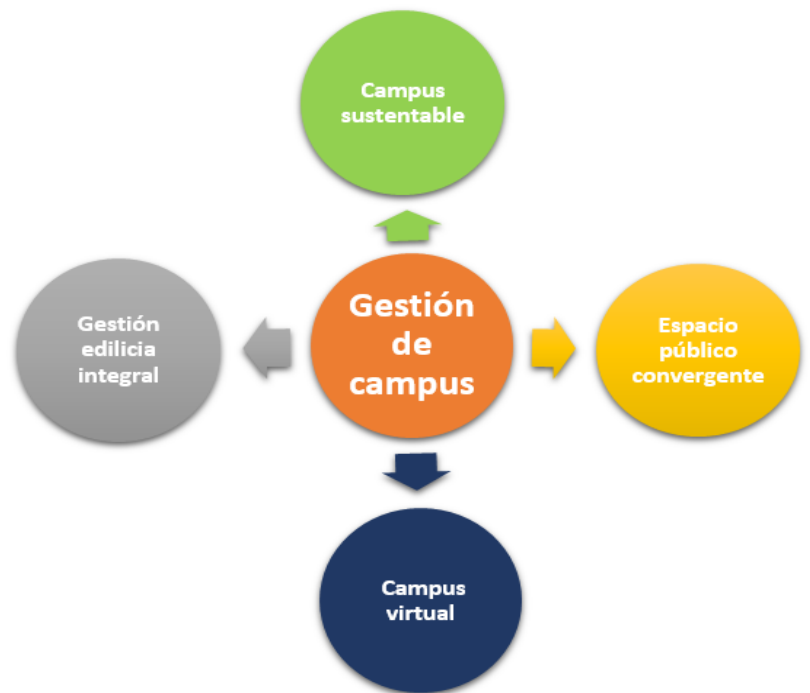 Campus
sustentable
Gestión
edilicia
integral
Gestión
de
campus
Espacio
público
convergente
Campus
virtual